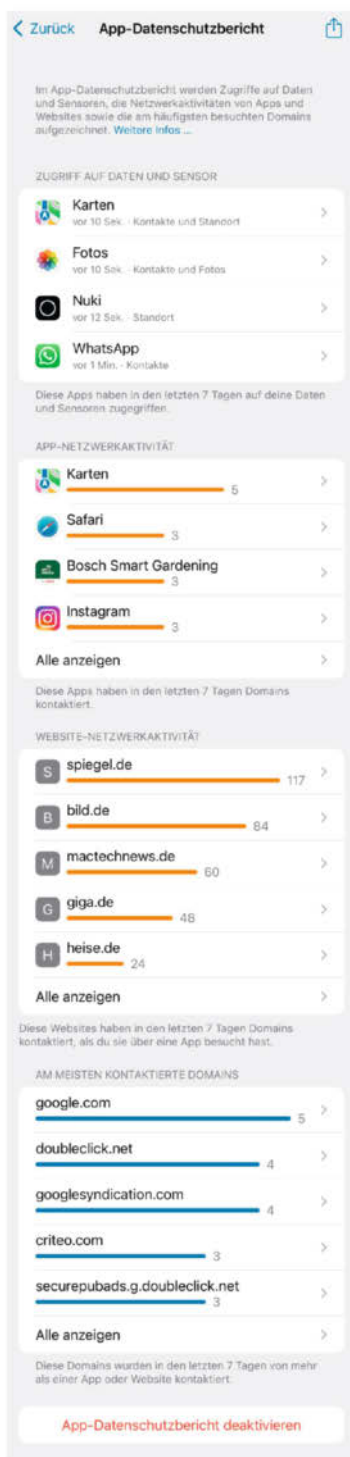 Zurück App-Datenschutzbericht
Im App-Datenschutzbericht werden Zugriffe auf Daten
und Sensoren, die Netzwerkaktivitäten von Apps und
Websites sowie die am häufigsten besuchten Domains
aufgezeichnet. Weitere Infos ...
ZUGRIFF AUF DATEN UND SENSOR
Karten
vor 10 Sek. · Kontakte und Standort
Fotos
vor 10 Sek. · Kontakte und Fotos
Nuki
vor 12 Sek. · Standort
WhatsApp
vor 1 Min. · Kontakte
Diese Apps haben in den letzten 7 Tagen auf deine Daten
und Sensoren zugegriffen.
APP-NETZWERKAKTIVITÄT
Karten
5
Safari
3
Bosch Smart Gardening
3
Instagram
3
Alle anzeigen
Diese Apps haben in den letzten 7 Tagen Domains
kontaktiert.
WEBSITE-NETZWERKAKTIVITÄT
S spiegel.de
117
B bild.de
84
M mactechnews.de
60
G giga.de
48
H heise.de
24
Alle anzeigen
Diese Websites haben in den letzten 7 Tagen Domains
kontaktiert, als du sie über eine App besucht hast.
AM MEISTEN KONTAKTIERTE DOMAINS
google.com
5
doubleclick.net
4
googlesyndication.com
4
criteo.com
3
securepubads.g.doubleclick.net
3
Alle anzeigen
Diese Domains wurden in den letzten 7 Tagen von mehr
als einer App oder Website kontaktiert.
App-Datenschutzbericht deaktivieren